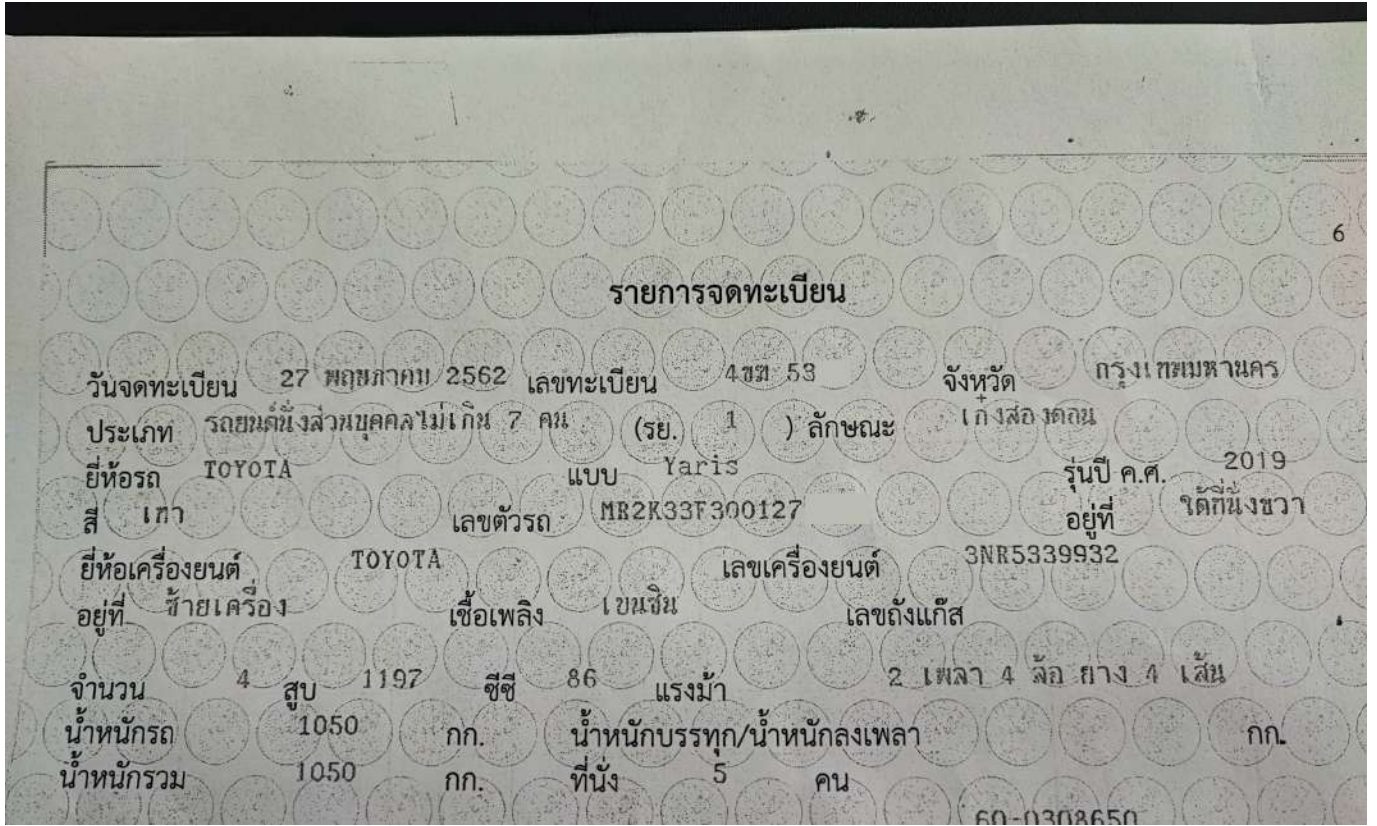 6
รายการจดทะเบียน
วันจดทะเบียน 27 พฤษภาคม 2562 เลขทะเบียน 4ขฆ 53 จังหวัด กรุงเทพมหานคร
ประเภท รถยนต์นั่งส่วนบุคคลไม่เกิน 7 คน (รย. 1 ) ลักษณะ เก๋งสองตอน
ยี่ห้อรถ TOYOTA แบบ Yaris รุ่นปี ค.ศ. 2019
สี เทา เลขตัวรถ MR2K33F300127 อยู่ที่ ใต้ที่นั่งขวา
ยี่ห้อเครื่องยนต์ TOYOTA เลขเครื่องยนต์ 3NR5339932
อยู่ที่ ซ้ายเครื่อง เชื้อเพลิง เบนซิน เลขถังแก๊ส
จำนวน 4 สูบ 1197 ซีซี 86 แรงม้า 2 เพลา 4 ล้อ ยาง 4 เส้น
น้ำหนักรถ 1050 กก. น้ำหนักบรรทุก/น้ำหนักลงเพลา กก.
น้ำหนักรวม 1050 กก. ที่นั่ง 5 คน
60-0308650